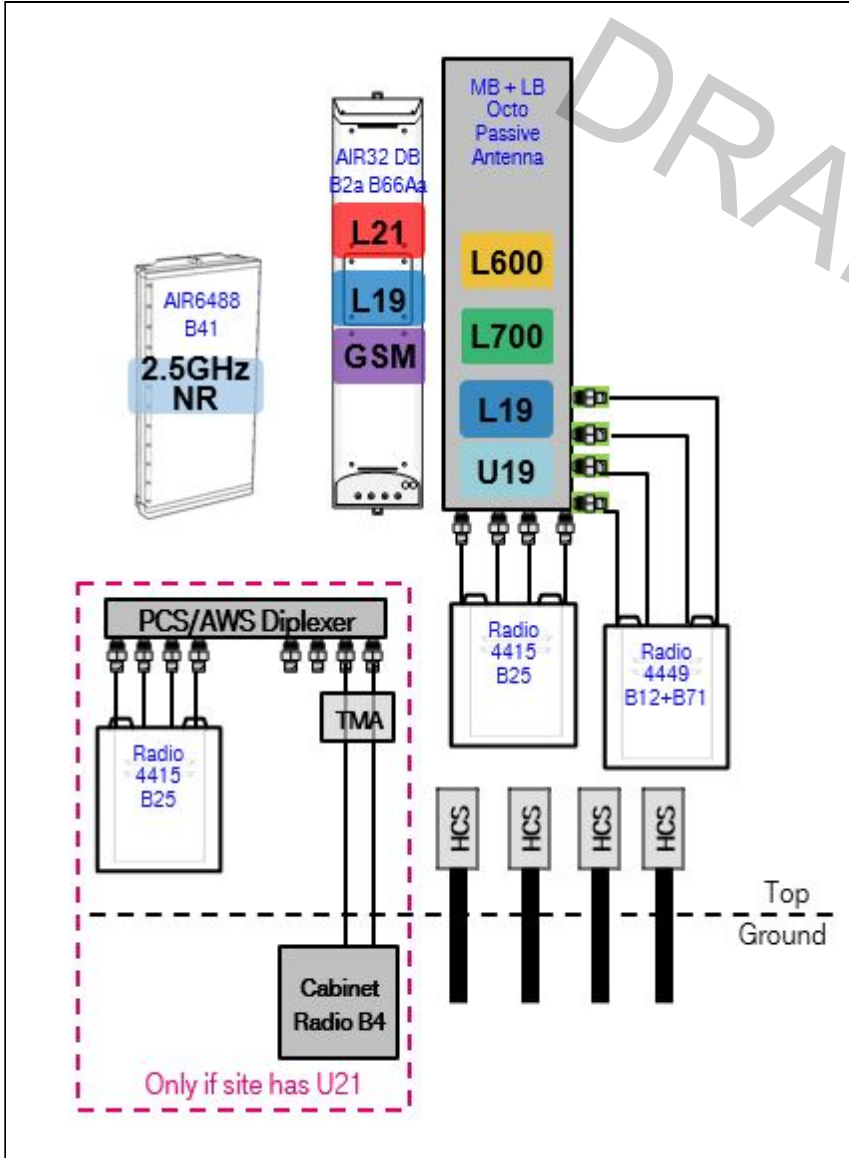 DRA
MB + LB
Octo
Passive
Antenna
AIR32 DB
B2a B66Aa
L21
L19
GSM
L600
L700
L19
U19
AIR6488
B41
2.5GHz
NR
PCS/AWS Diplexer
TMA
Radio
4415
B25
Radio
4415
B25
Radio
4449
B12+B71
HCS
HCS
HCS
HCS
Top
Ground
Cabinet
Radio B4
Only if site has U21